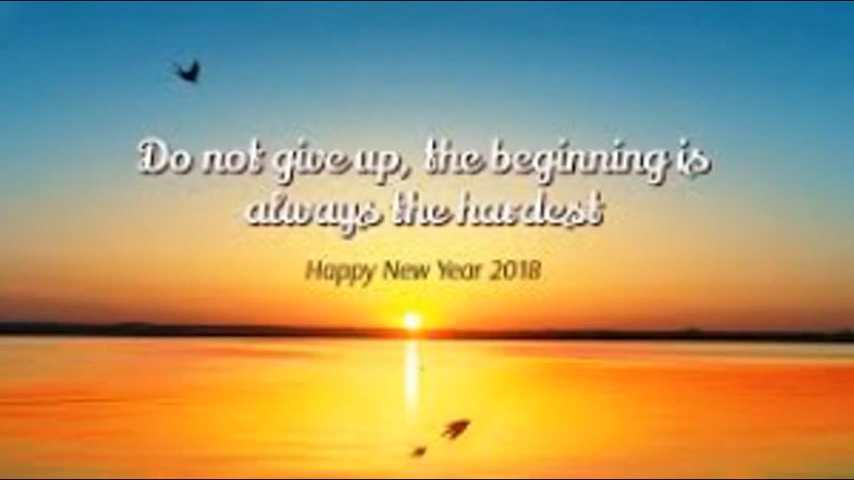 Do not give up, the beginning is
always the hardest
Happy New Year 2018